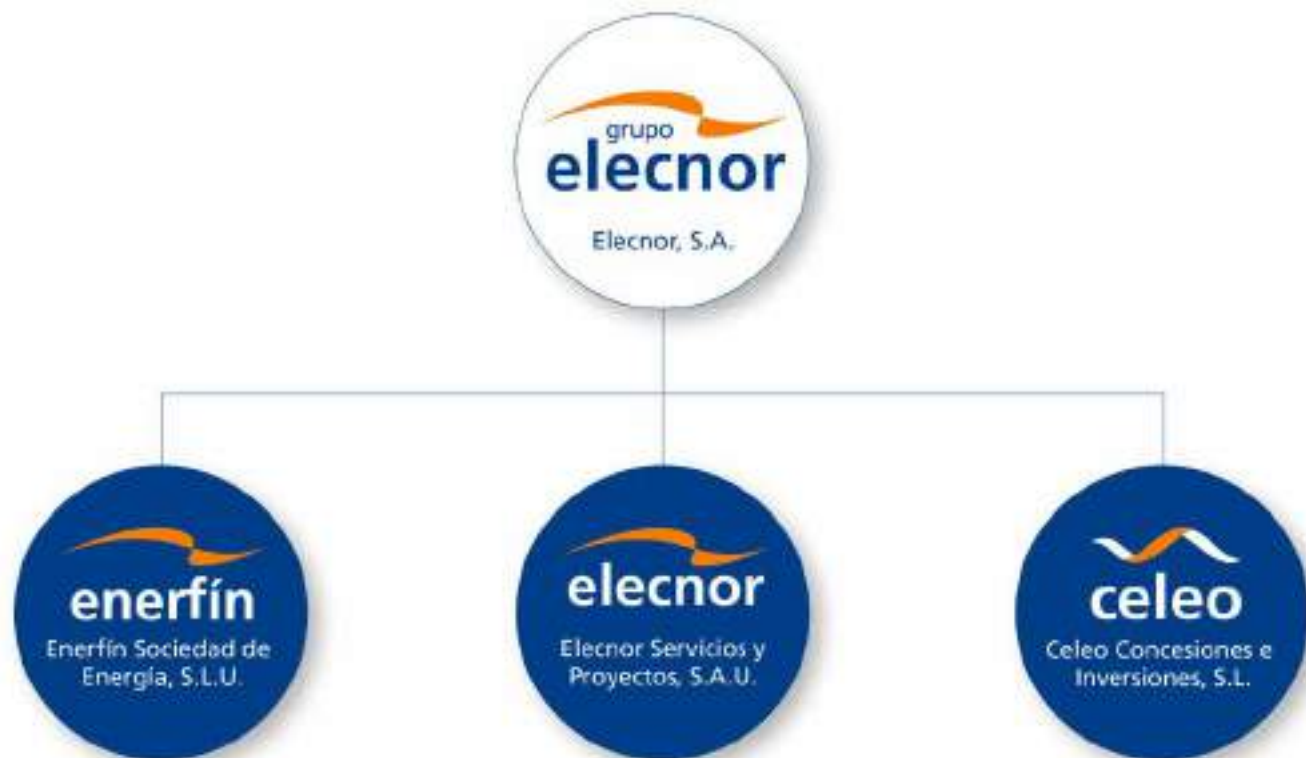 grupo
elecnor
Elecnor, S.A.
enerfín
Enerfín Sociedad de
Energía, S.L.U.
elecnor
Elecnor Servicios y
Proyectos, S.A.U.
celeo
Celeo Concesiones e
Inversiones, S.L.